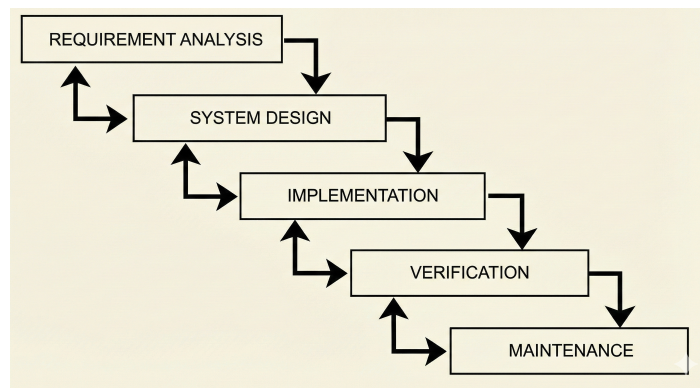 REQUIREMENT ANALYSIS
SYSTEM DESIGN
IMPLEMENTATION
VERIFICATION
MAINTENANCE